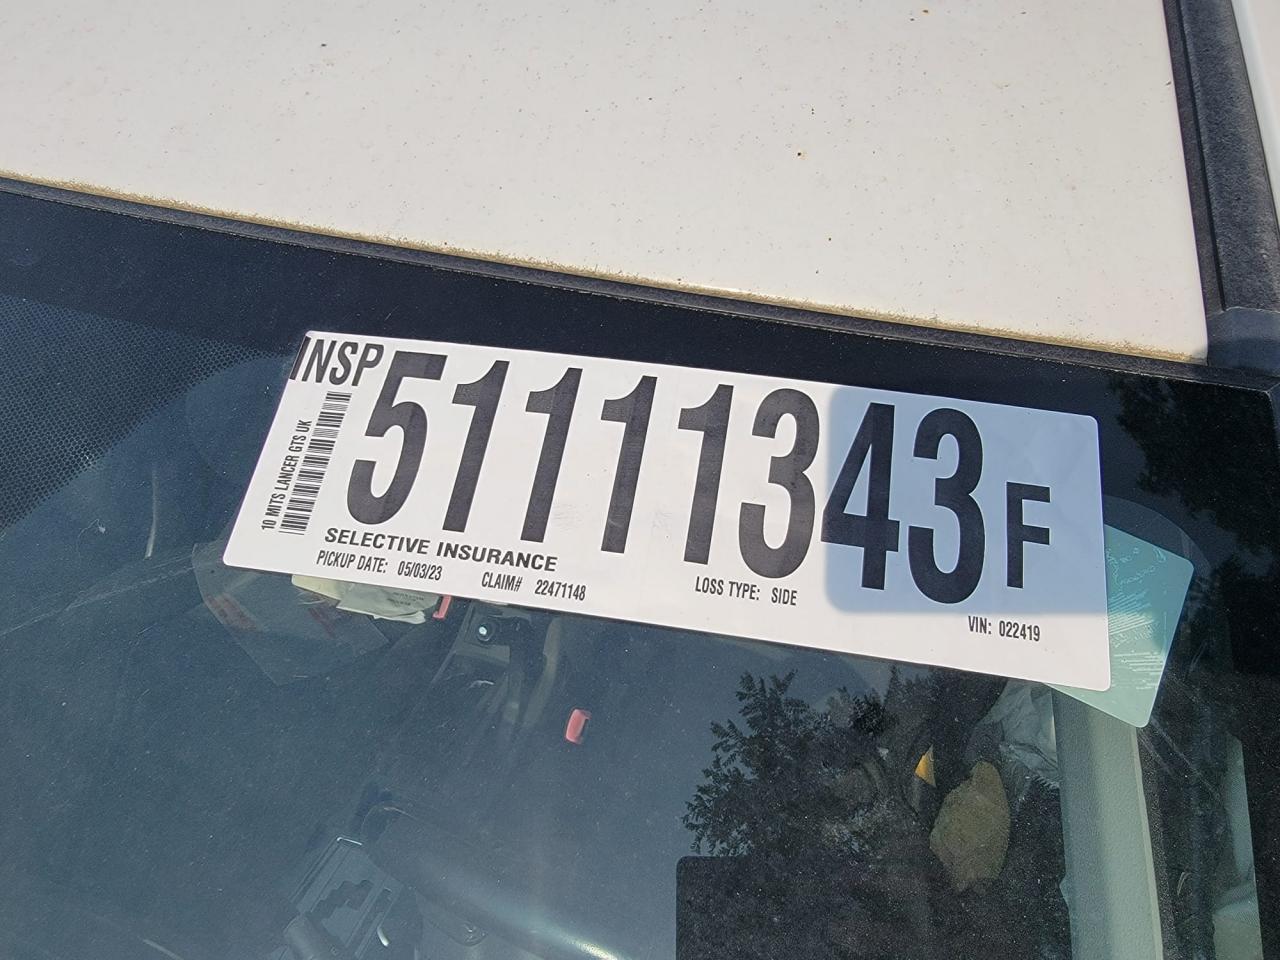 INSP 51111343 F
10 MITS LANCER GTS UK
SELECTIVE INSURANCE
PICKUP DATE: 05/03/23 CLAIM# 22471148 LOSS TYPE: SIDE VIN: 022419